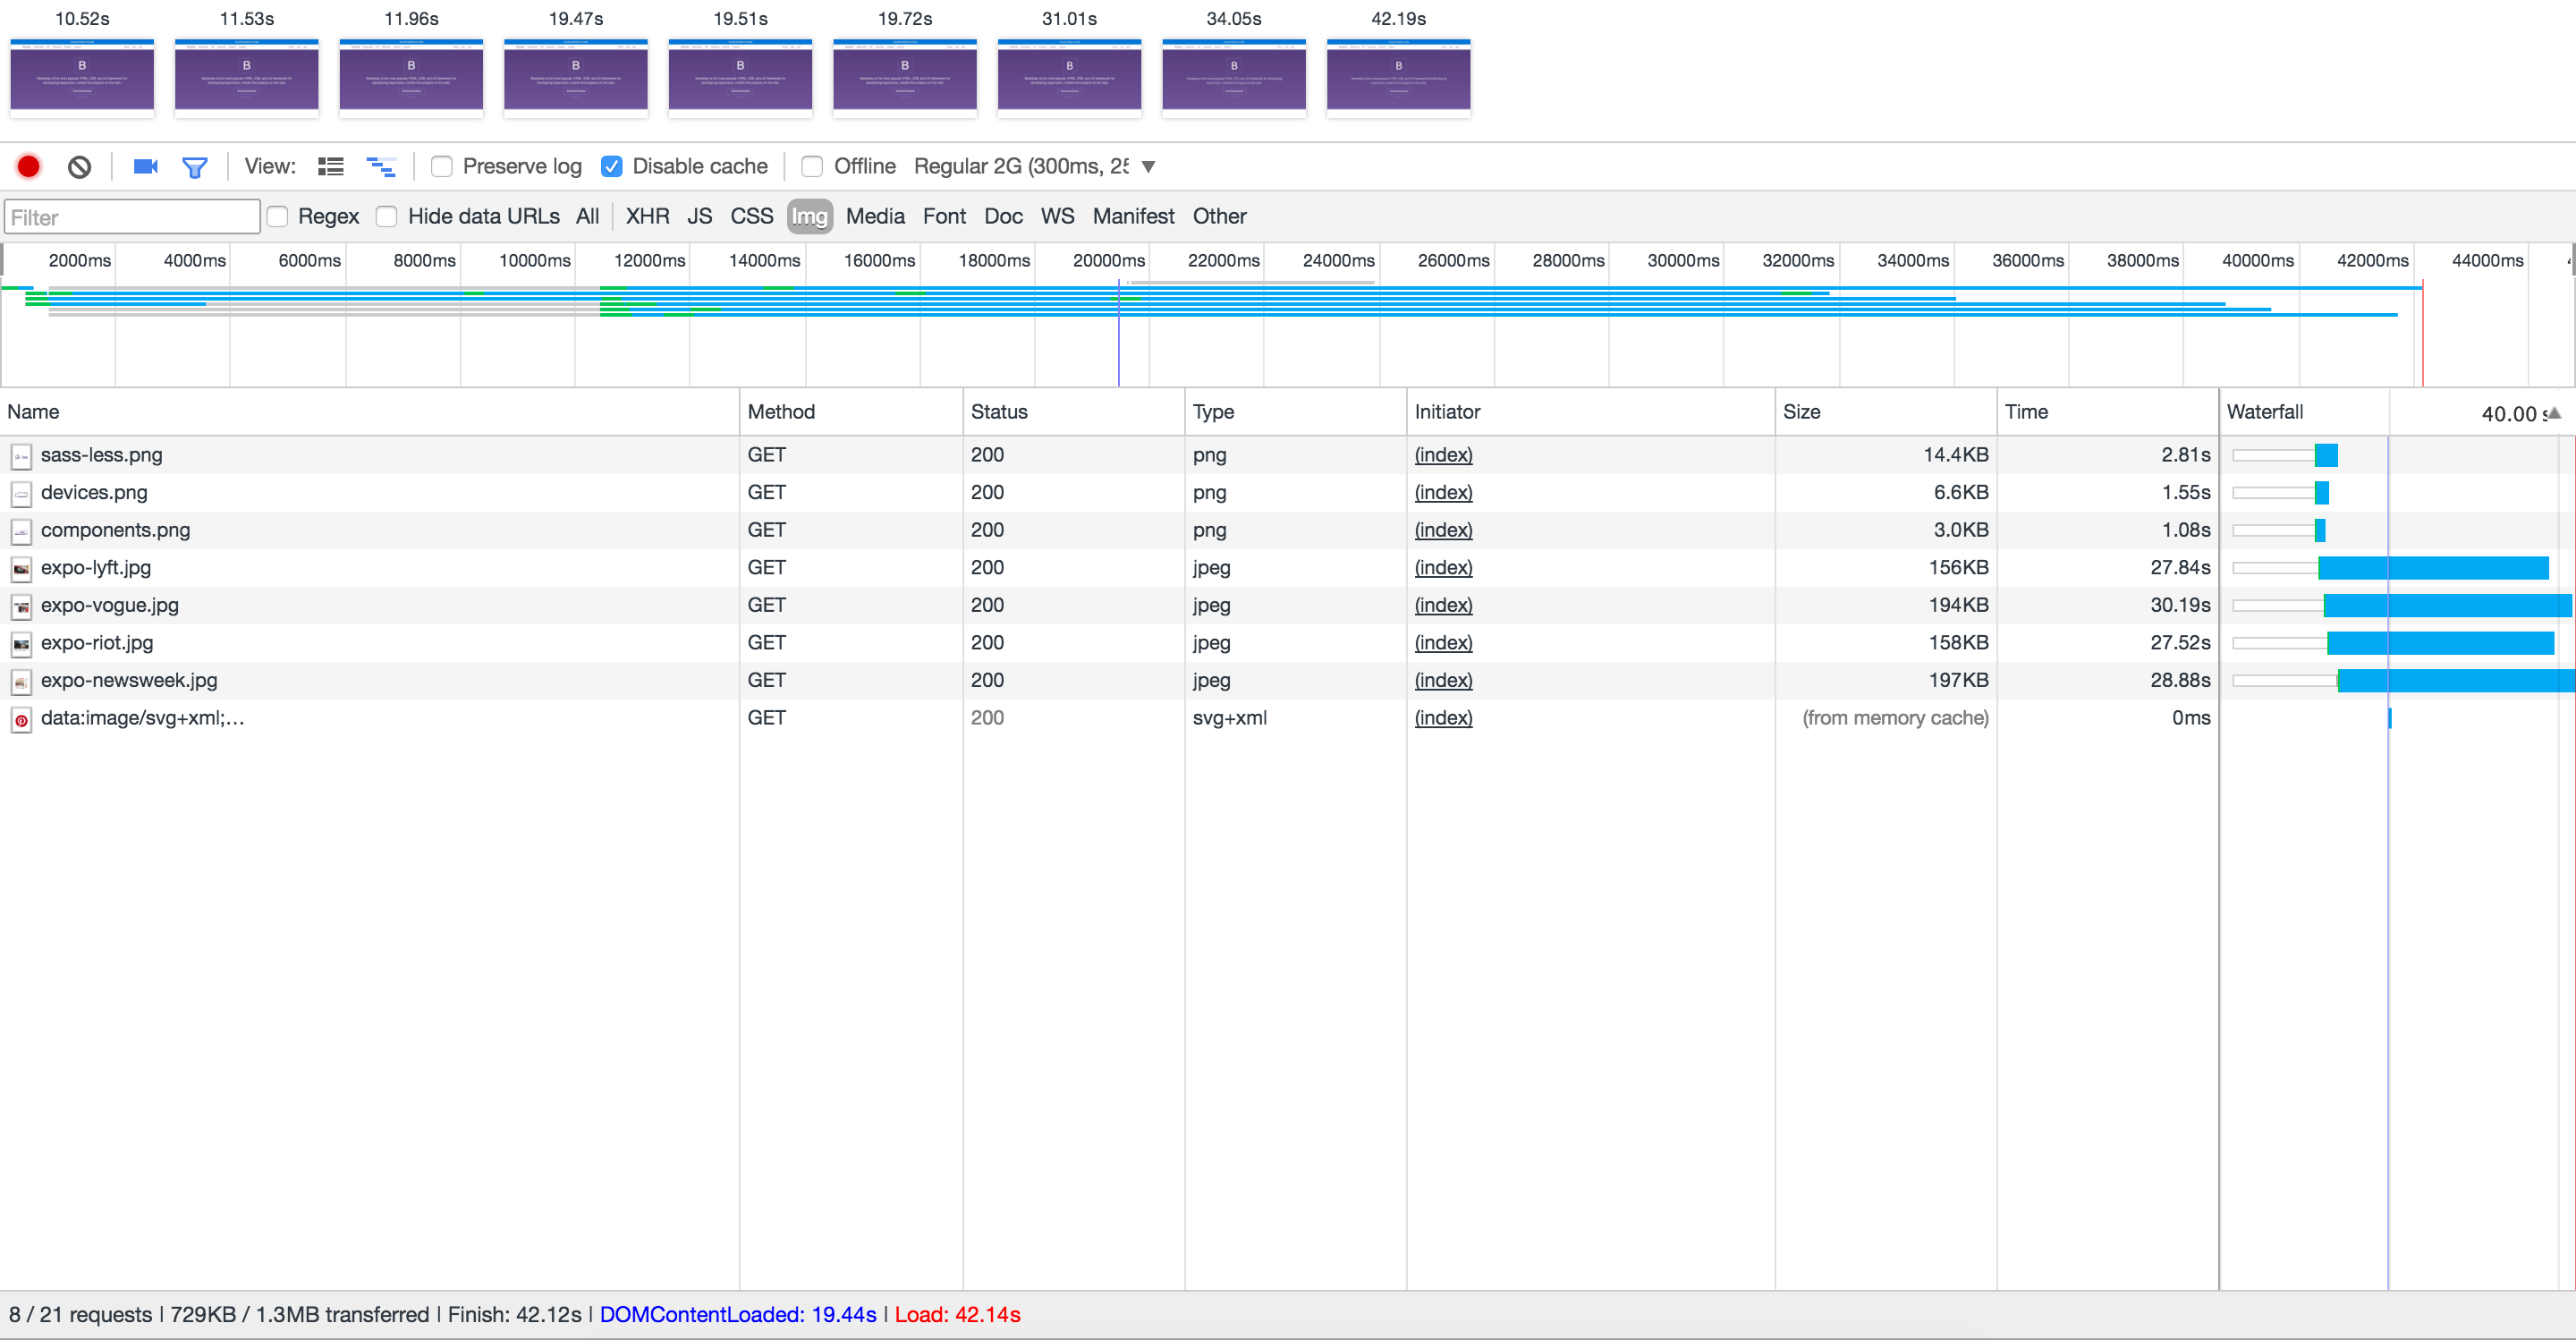 10.52s 11.53s 11.96s 19.47s 19.51s 19.72s 31.01s 34.05s 42.19s
B B B B B B B B B
View: Preserve log Disable cache Offline Regular 2G (300ms, 25
Filter Regex Hide data URLs All XHR JS CSS Img Media Font Doc WS Manifest Other
2000ms 4000ms 6000ms 8000ms 10000ms 12000ms 14000ms 16000ms 18000ms 20000ms 22000ms 24000ms 26000ms 28000ms 30000ms 32000ms 34000ms 36000ms 38000ms 40000ms 42000ms 44000ms
Name Method Status Type Initiator Size Time Waterfall 40.00 s
sass-less.png GET 200 png (index) 14.4KB 2.81s
devices.png GET 200 png (index) 6.6KB 1.55s
components.png GET 200 png (index) 3.0KB 1.08s
expo-lyft.jpg GET 200 jpeg (index) 156KB 27.84s
expo-vogue.jpg GET 200 jpeg (index) 194KB 30.19s
expo-riot.jpg GET 200 jpeg (index) 158KB 27.52s
expo-newsweek.jpg GET 200 jpeg (index) 197KB 28.88s
data:image/svg+xml;... GET 200 svg+xml (index) (from memory cache) 0ms
8 / 21 requests | 729KB / 1.3MB transferred | Finish: 42.12s | DOMContentLoaded: 19.44s | Load: 42.14s